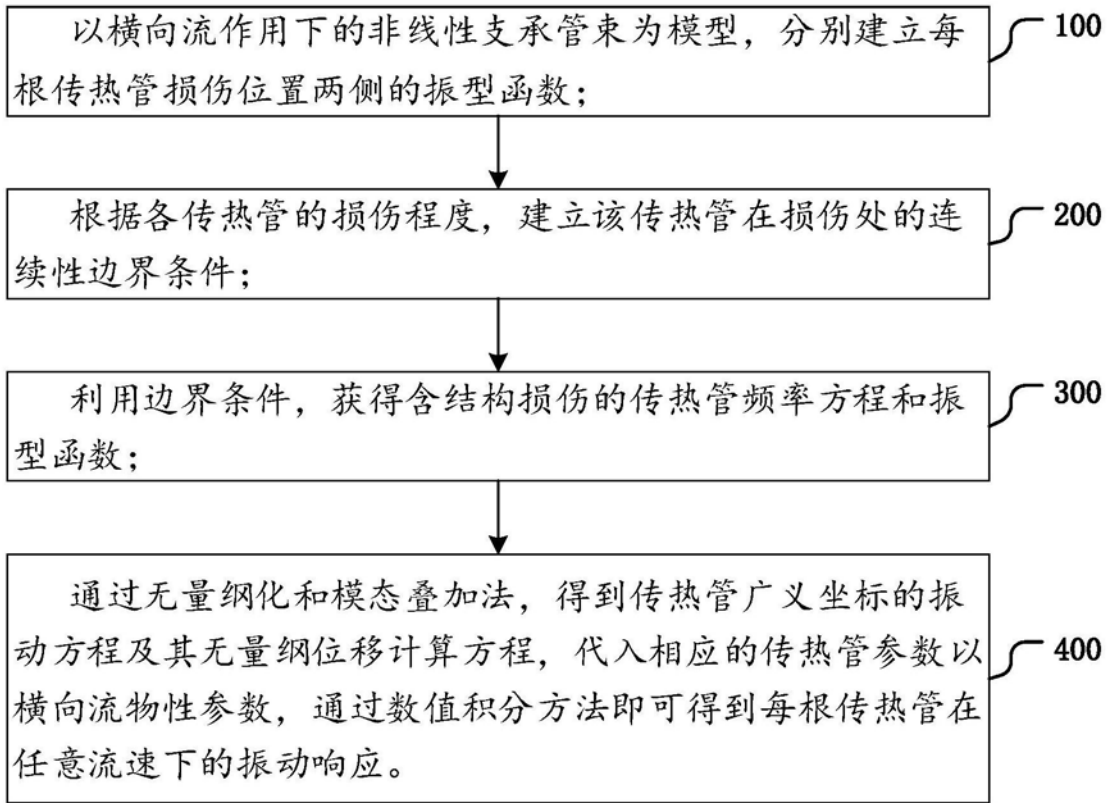 以横向流作用下的非线性支承管束为模型，分别建立每
根传热管损伤位置两侧的振型函数；
100
根据各传热管的损伤程度，建立该传热管在损伤处的连
续性边界条件；
200
利用边界条件，获得含结构损伤的传热管频率方程和振
型函数；
300
通过无量纲化和模态叠加法，得到传热管广义坐标的振
动方程及其无量纲位移计算方程，代入相应的传热管参数以
横向流物性参数，通过数值积分方法即可得到每根传热管在
任意流速下的振动响应。
400